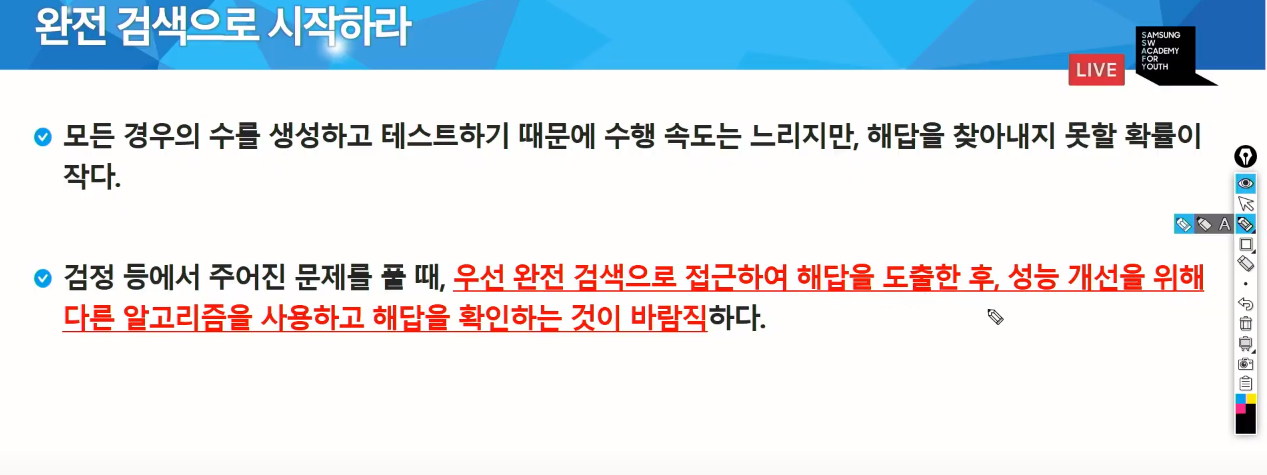 완전 검색으로 시작하라
SAMSUNG
SW
ACADEMY
FOR
YOUTH
LIVE
모든 경우의 수를 생성하고 테스트하기 때문에 수행 속도는 느리지만, 해답을 찾아내지 못할 확률이
작다.
검정 등에서 주어진 문제를 풀 때, 우선 완전 검색으로 접근하여 해답을 도출한 후, 성능 개선을 위해
다른 알고리즘을 사용하고 해답을 확인하는 것이 바람직하다.
A